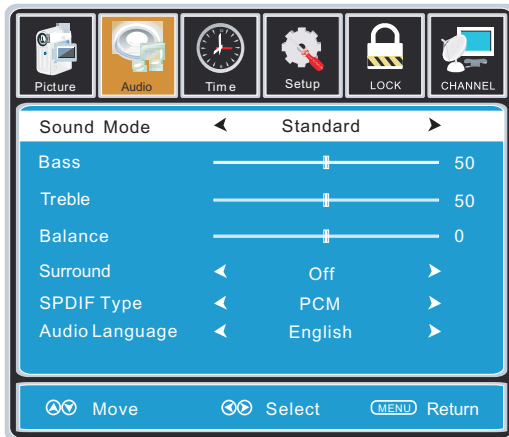 Picture Audio Time Setup LOCK CHANNEL
Sound Mode Standard
Bass 50
Treble 50
Balance 0
Surround Off
SPDIF Type PCM
Audio Language English
Move Select MENU Return